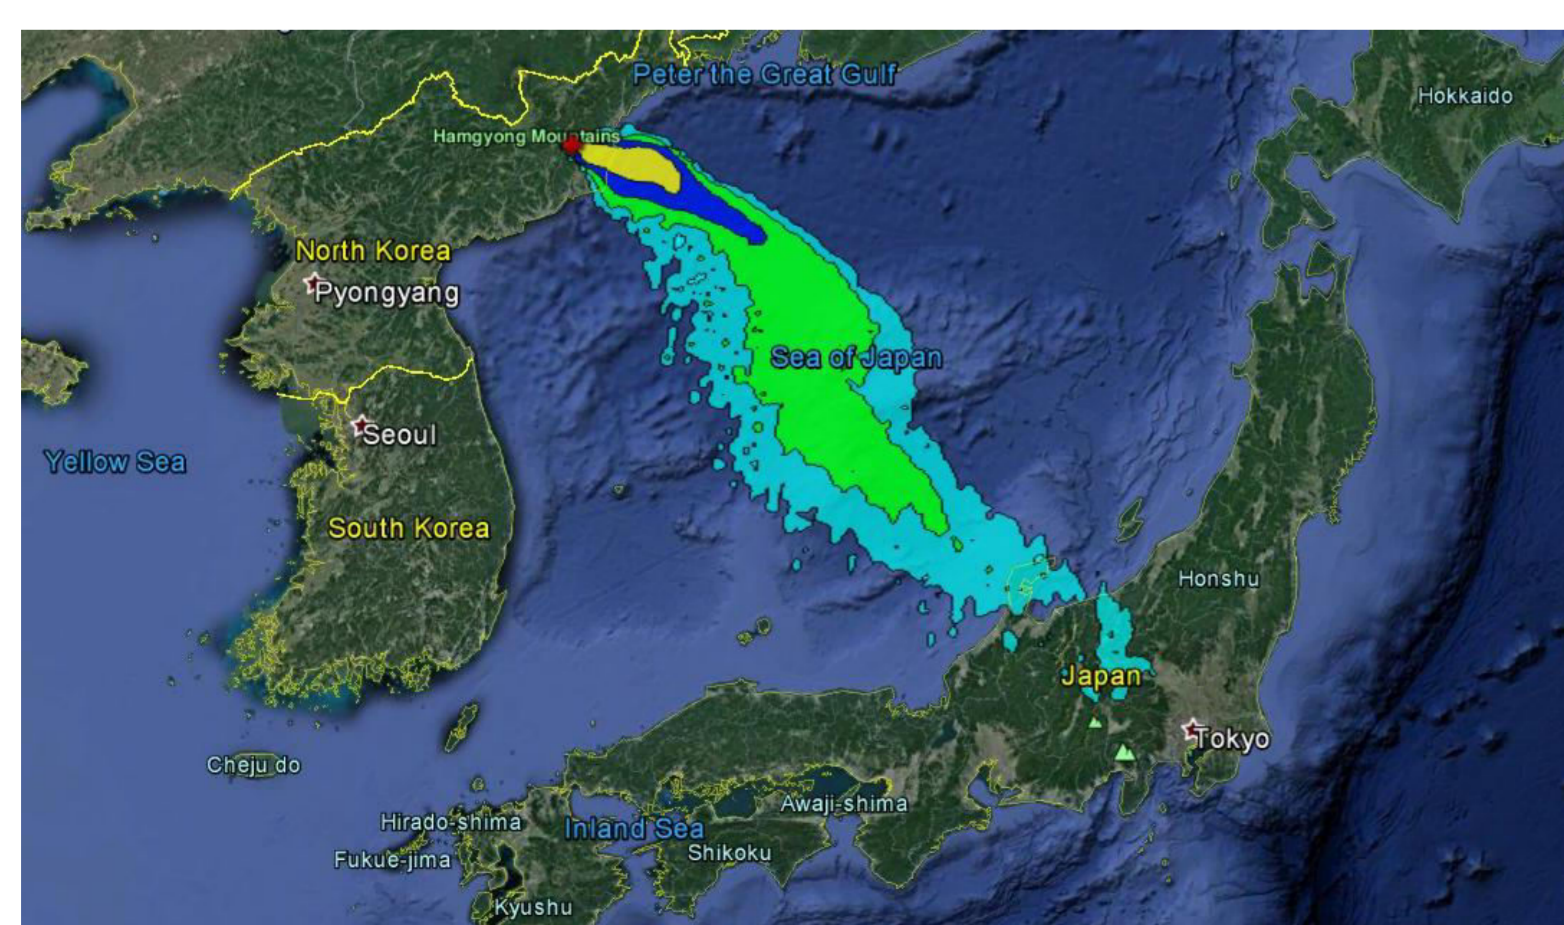 Peter the Great Gulf
Hokkaido
Hamgyong Mountains
North Korea
Pyongyang
Sea of Japan
Seoul
Yellow Sea
South Korea
Honshu
Japan
Tokyo
Cheju do
Awaji-shima
Hirado-shima
Inland Sea
Shikoku
Fukue-jima
Kyushu